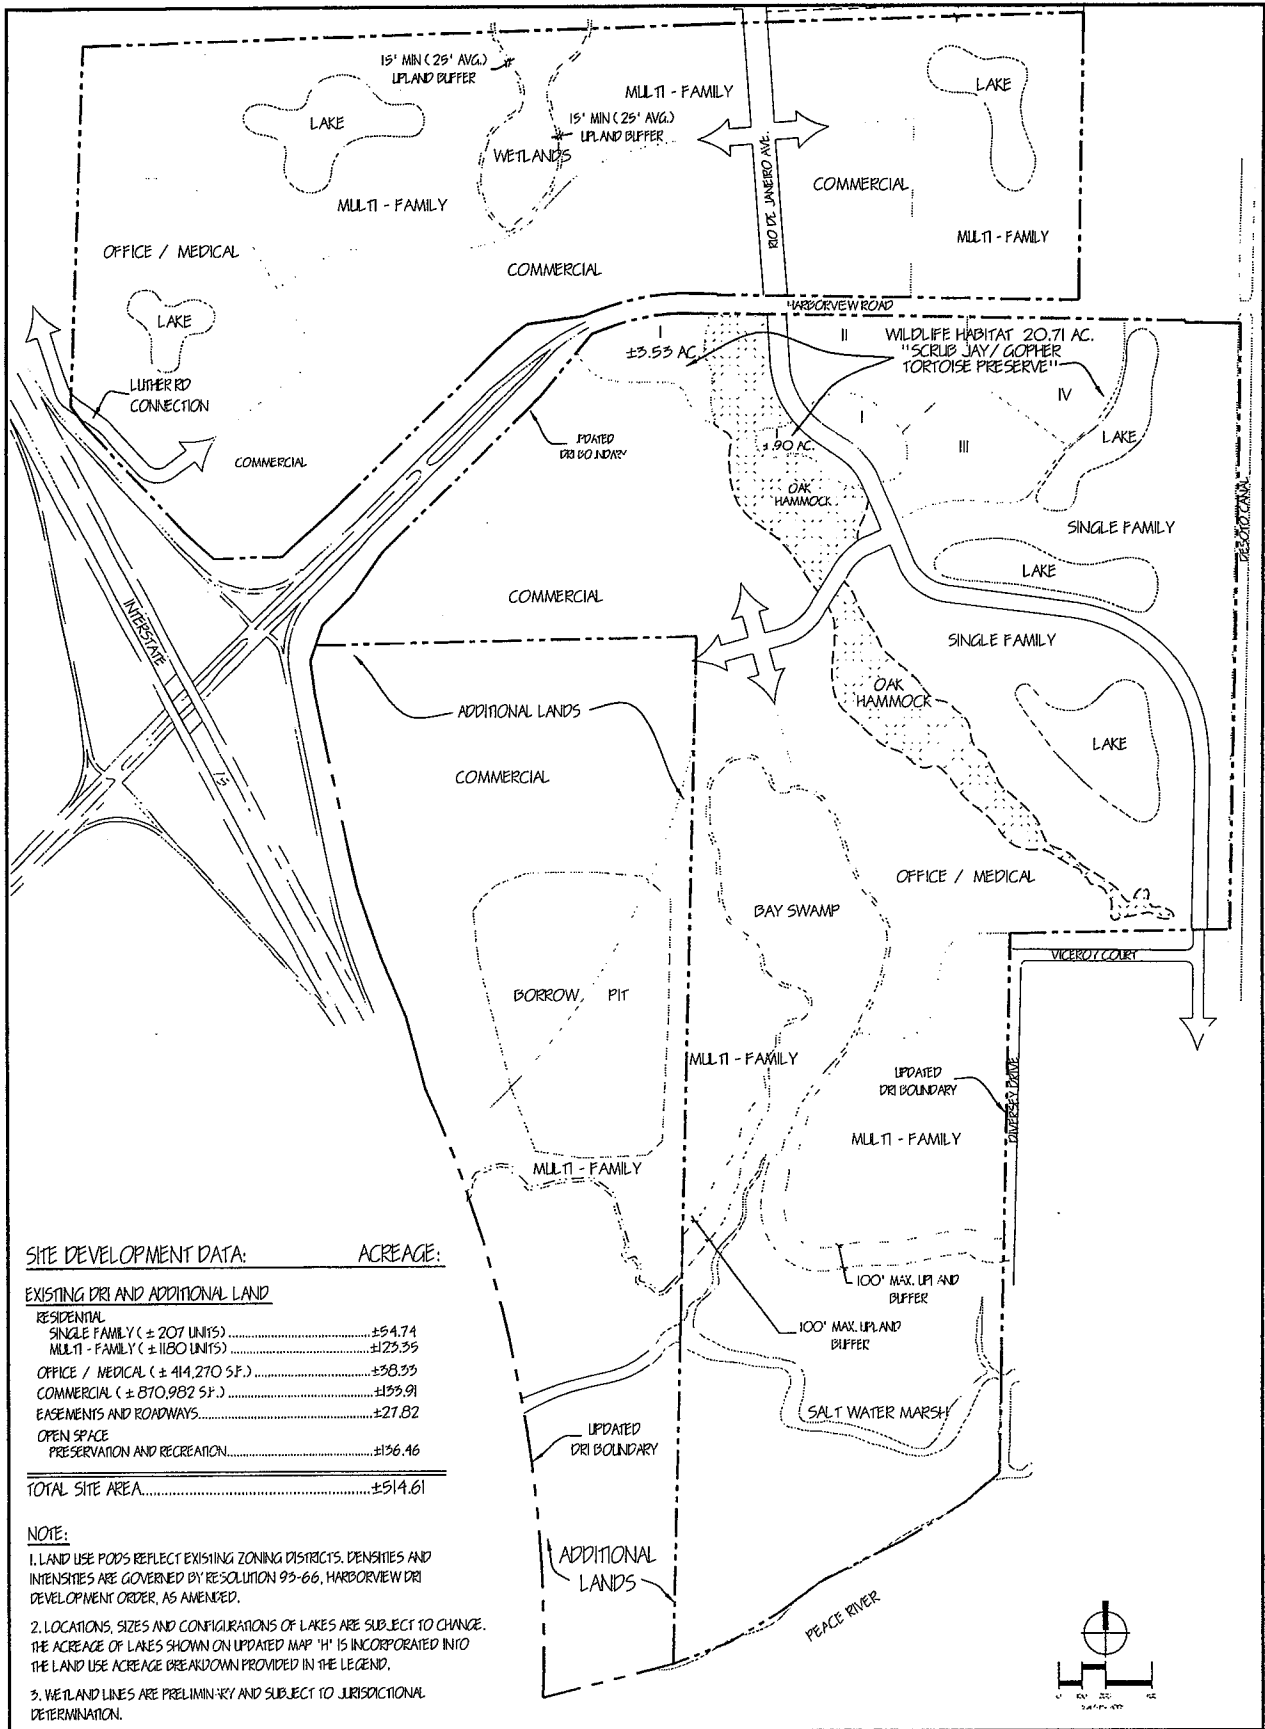 15' MIN (25' AVG.)
UPLAND BUFFER
LAKE
MULTI - FAMILY
15' MIN (25' AVG.)
UPLAND BUFFER
WETLANDS
LAKE
RIO DE JANEIRO AVE.
COMMERCIAL
MULTI - FAMILY
MULTI - FAMILY
OFFICE / MEDICAL
COMMERCIAL
LAKE
HARBORVIEW ROAD
I
±3.53 AC.
II
WILDLIFE HABITAT 20.71 AC.
"SCRUB JAY / GOPHER
TORTOISE PRESERVE"
LUTHER RD
CONNECTION
IV
I
LAKE
UPDATED
DRI BOUNDARY
III
COMMERCIAL
.90 AC.
OAK
HAMMOCK
DESOTO CANAL
SINGLE FAMILY
LAKE
COMMERCIAL
INTERSTATE
75
SINGLE FAMILY
OAK
HAMMOCK
ADDITIONAL LANDS
LAKE
COMMERCIAL
OFFICE / MEDICAL
BAY SWAMP
VICEROY COURT
BORROW PIT
MULTI - FAMILY
UPDATED
DRI BOUNDARY
DIVERSEY DRIVE
MULTI - FAMILY
MULTI - FAMILY
100' MAX. UPLAND
BUFFER
100' MAX. UPLAND
BUFFER
SALT WATER MARSH
UPDATED
DRI BOUNDARY
ADDITIONAL
LANDS
PEACE RIVER
SITE DEVELOPMENT DATA: ACREAGE:
EXISTING DRI AND ADDITIONAL LAND
RESIDENTIAL
SINGLE FAMILY ( ± 207 UNITS) ........ ±54.74
MULTI - FAMILY ( ± 1180 UNITS) ........ ±123.35
OFFICE / MEDICAL ( ± 414,270 S.F.) ........ ±38.33
COMMERCIAL ( ± 870,982 S.F.) ........ ±133.91
EASEMENTS AND ROADWAYS........ ±27.82
OPEN SPACE
PRESERVATION AND RECREATION........ ±136.46
TOTAL SITE AREA........ ±514.61
NOTE:
1. LAND USE PODS REFLECT EXISTING ZONING DISTRICTS. DENSITIES AND
INTENSITIES ARE GOVERNED BY RESOLUTION 93-66, HARBORVIEW DRI
DEVELOPMENT ORDER, AS AMENDED.
2. LOCATIONS, SIZES AND CONFIGURATIONS OF LAKES ARE SUBJECT TO CHANGE.
THE ACREAGE OF LAKES SHOWN ON UPDATED MAP 'H' IS INCORPORATED INTO
THE LAND USE ACREAGE BREAKDOWN PROVIDED IN THE LEGEND.
3. WETLAND LINES ARE PRELIMINARY AND SUBJECT TO JURISDICTIONAL
DETERMINATION.